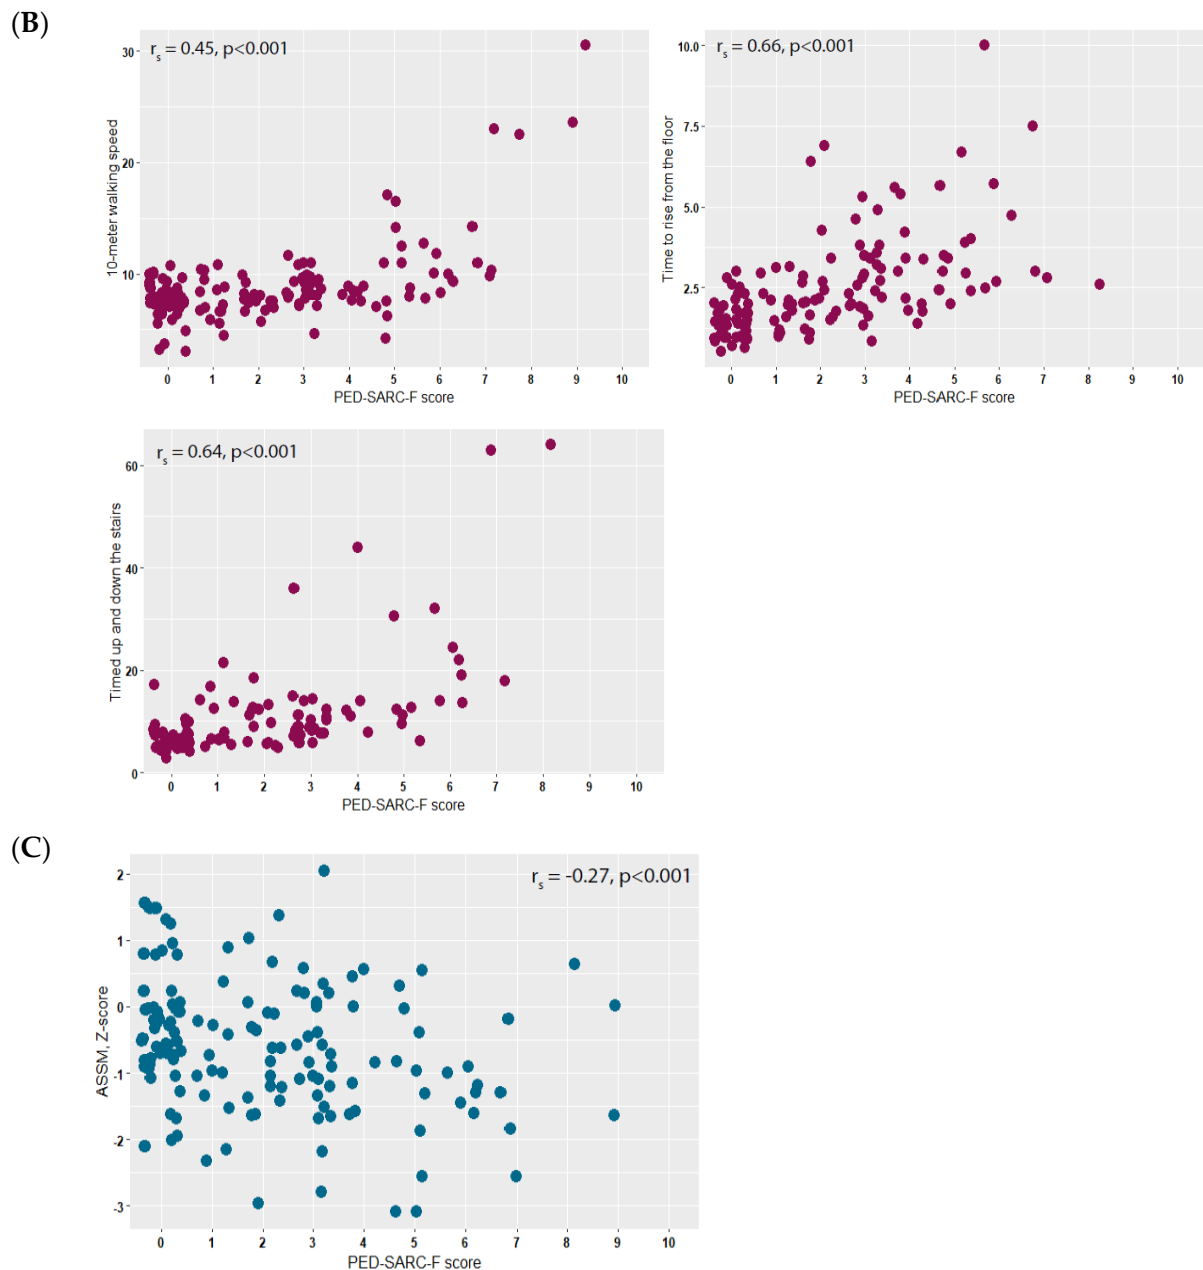 (B)
r_s = 0.45, p<0.001
10-meter walking speed
30
20
10
0 1 2 3 4 5 6 7 8 9 10
PED-SARC-F score
r_s = 0.66, p<0.001
Time to rise from the floor
10.0
7.5
5.0
2.5
0 1 2 3 4 5 6 7 8 9 10
PED-SARC-F score
r_s = 0.64, p<0.001
Timed up and down the stairs
60
40
20
0
0 1 2 3 4 5 6 7 8 9 10
PED-SARC-F score
(C)
r_s = -0.27, p<0.001
ASSM, Z-score
2
1
0
-1
-2
-3
0 1 2 3 4 5 6 7 8 9 10
PED-SARC-F score